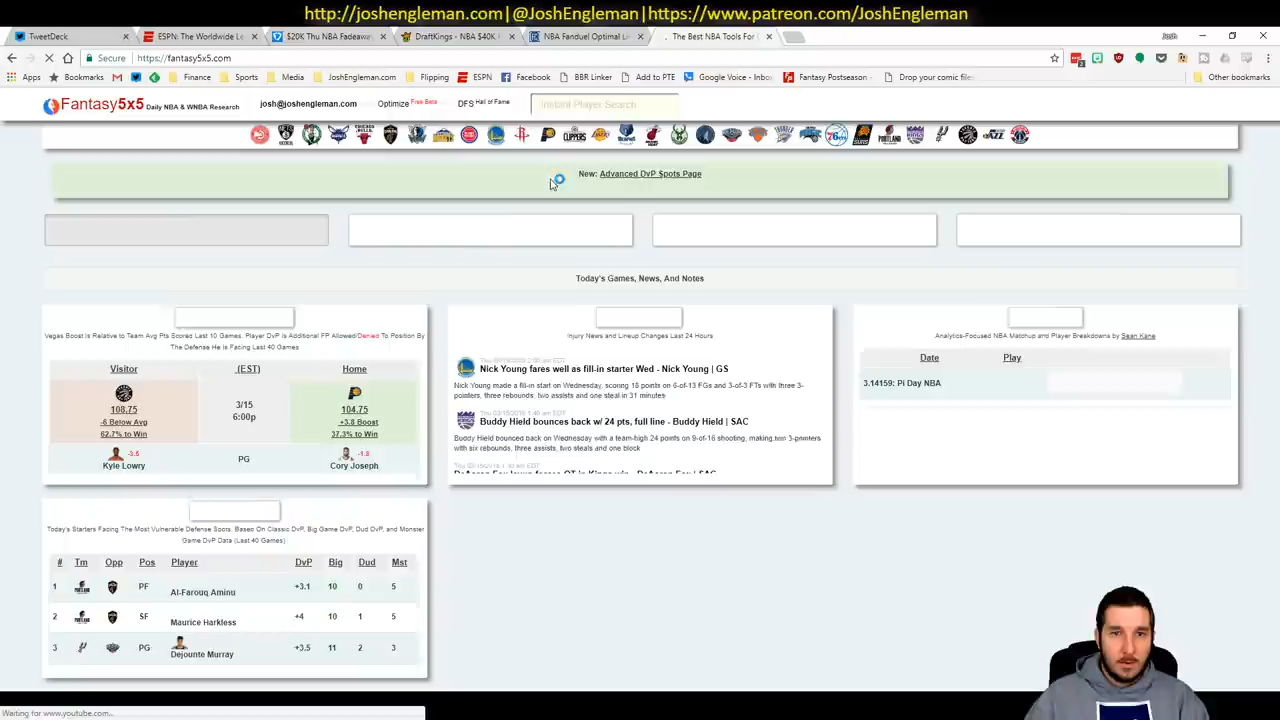 http://joshengleman.com|@JoshEngleman|https://www.patreon.com/JoshEngleman
TweetDeck
ESPN: The Worldwide Le
$20K Thu NBA Fadeaway
DraftKings - NBA $40K
NBA Fanduel Optimal Li
The Best NBA Tools For
Josh
Secure
https://fantasy5x5.com
Apps
Bookmarks
Finance
Sports
Media
JoshEngleman.com
Flipping
ESPN
Facebook
BBR Linker
Add to PTE
Google Voice - Inbo
Fantasy Postseason
Drop your comic file
Other bookmarks
Fantasy5x5 Daily NBA & WNBA Research
josh@joshengleman.com
Optimize Free Beta
DFS Hall of Fame
Instant Player Search
New: Advanced DvP Spots Page
Today's Games, News, And Notes
Vegas Boost Is Relative to Team Avg Pts Scored Last 10 Games. Player DvP Is Additional FP Allowed/Denied To Position By
The Defense He Is Facing Last 40 Games
Visitor
(EST)
Home
108.75
-6 Below Avg
62.7% to Win
3/15
6:00p
104.75
+3.8 Boost
37.3% to Win
-3.5
Kyle Lowry
PG
-1.8
Cory Joseph
Injury News and Lineup Changes Last 24 Hours
Nick Young fares well as fill-in starter Wed - Nick Young | GS
Nick Young made a fill-in start on Wednesday, scoring 18 points on 6-of-13 FGs and 3-of-3 FTs with three 3-
pointers, three rebounds, two assists and one steal in 31 minutes
Buddy Hield bounces back w/ 24 pts, full line - Buddy Hield | SAC
Buddy Hield bounced back on Wednesday with a team-high 24 points on 9-of-16 shooting, making two 3-pointers
with six rebounds, three assists, two steals and one block
Analytics-Focused NBA Matchup and Player Breakdowns by Sean Kane
Date
Play
3.14159: Pi Day NBA
Today's Starters Facing The Most Vulnerable Defense Spots. Based On Classic DvP, Big Game DvP, Dud DvP, and Monster
Game DvP Data (Last 40 Games)
# Tm Opp Pos Player DvP Big Dud Mst
1 PF Al-Farouq Aminu +3.1 10 0 5
2 SF Maurice Harkless +4 10 1 5
3 PG Dejounte Murray +3.5 11 2 3
Waiting for www.youtube.com...